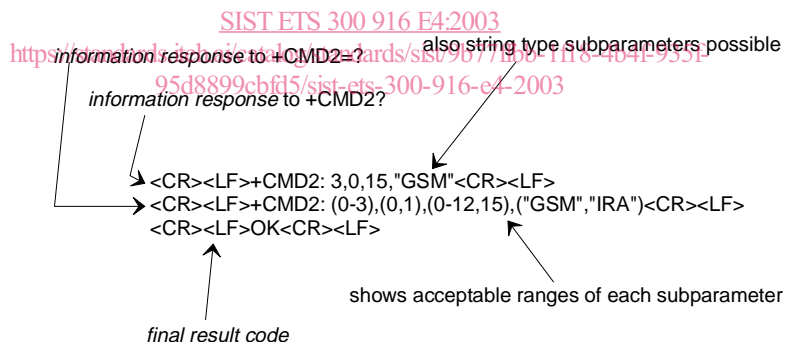 SIST ETS 300 916 E4:2003
also string type subparameters possible
information response to +CMD2=?
95d8899cbfd5/sist-ets-300-916-e4-2003
information response to +CMD2?
<CR><LF>+CMD2: 3,0,15,"GSM"<CR><LF>
<CR><LF>+CMD2: (0-3),(0,1),(0-12,15),("GSM","IRA")<CR><LF>
<CR><LF>OK<CR><LF>
shows acceptable ranges of each subparameter
final result code